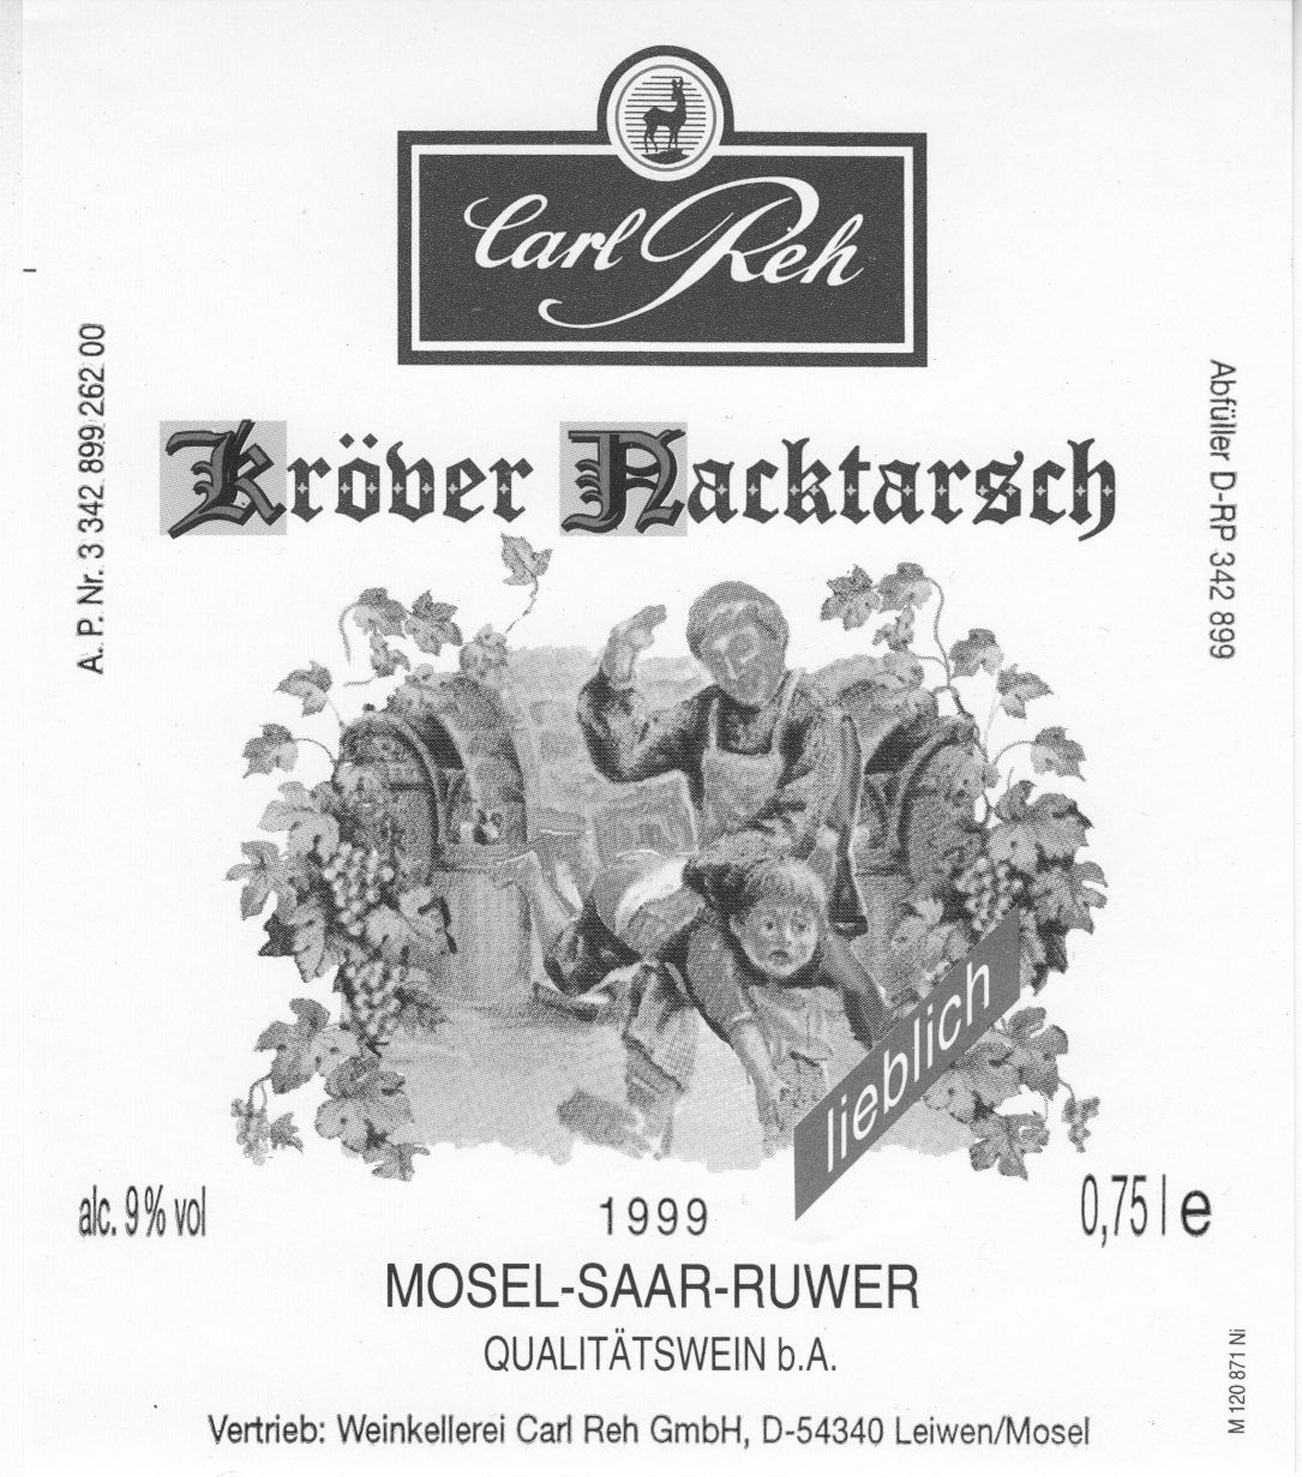 Carl Reh
A. P. Nr. 3 342 899 262 00
Abfüller D-RP 342 899
Kröver Nacktarsch
lieblich
alc. 9% vol
1999
0,75 l e
MOSEL-SAAR-RUWER
QUALITÄTSWEIN b.A.
M 120 871 Ni
Vertrieb: Weinkellerei Carl Reh GmbH, D-54340 Leiwen/Mosel